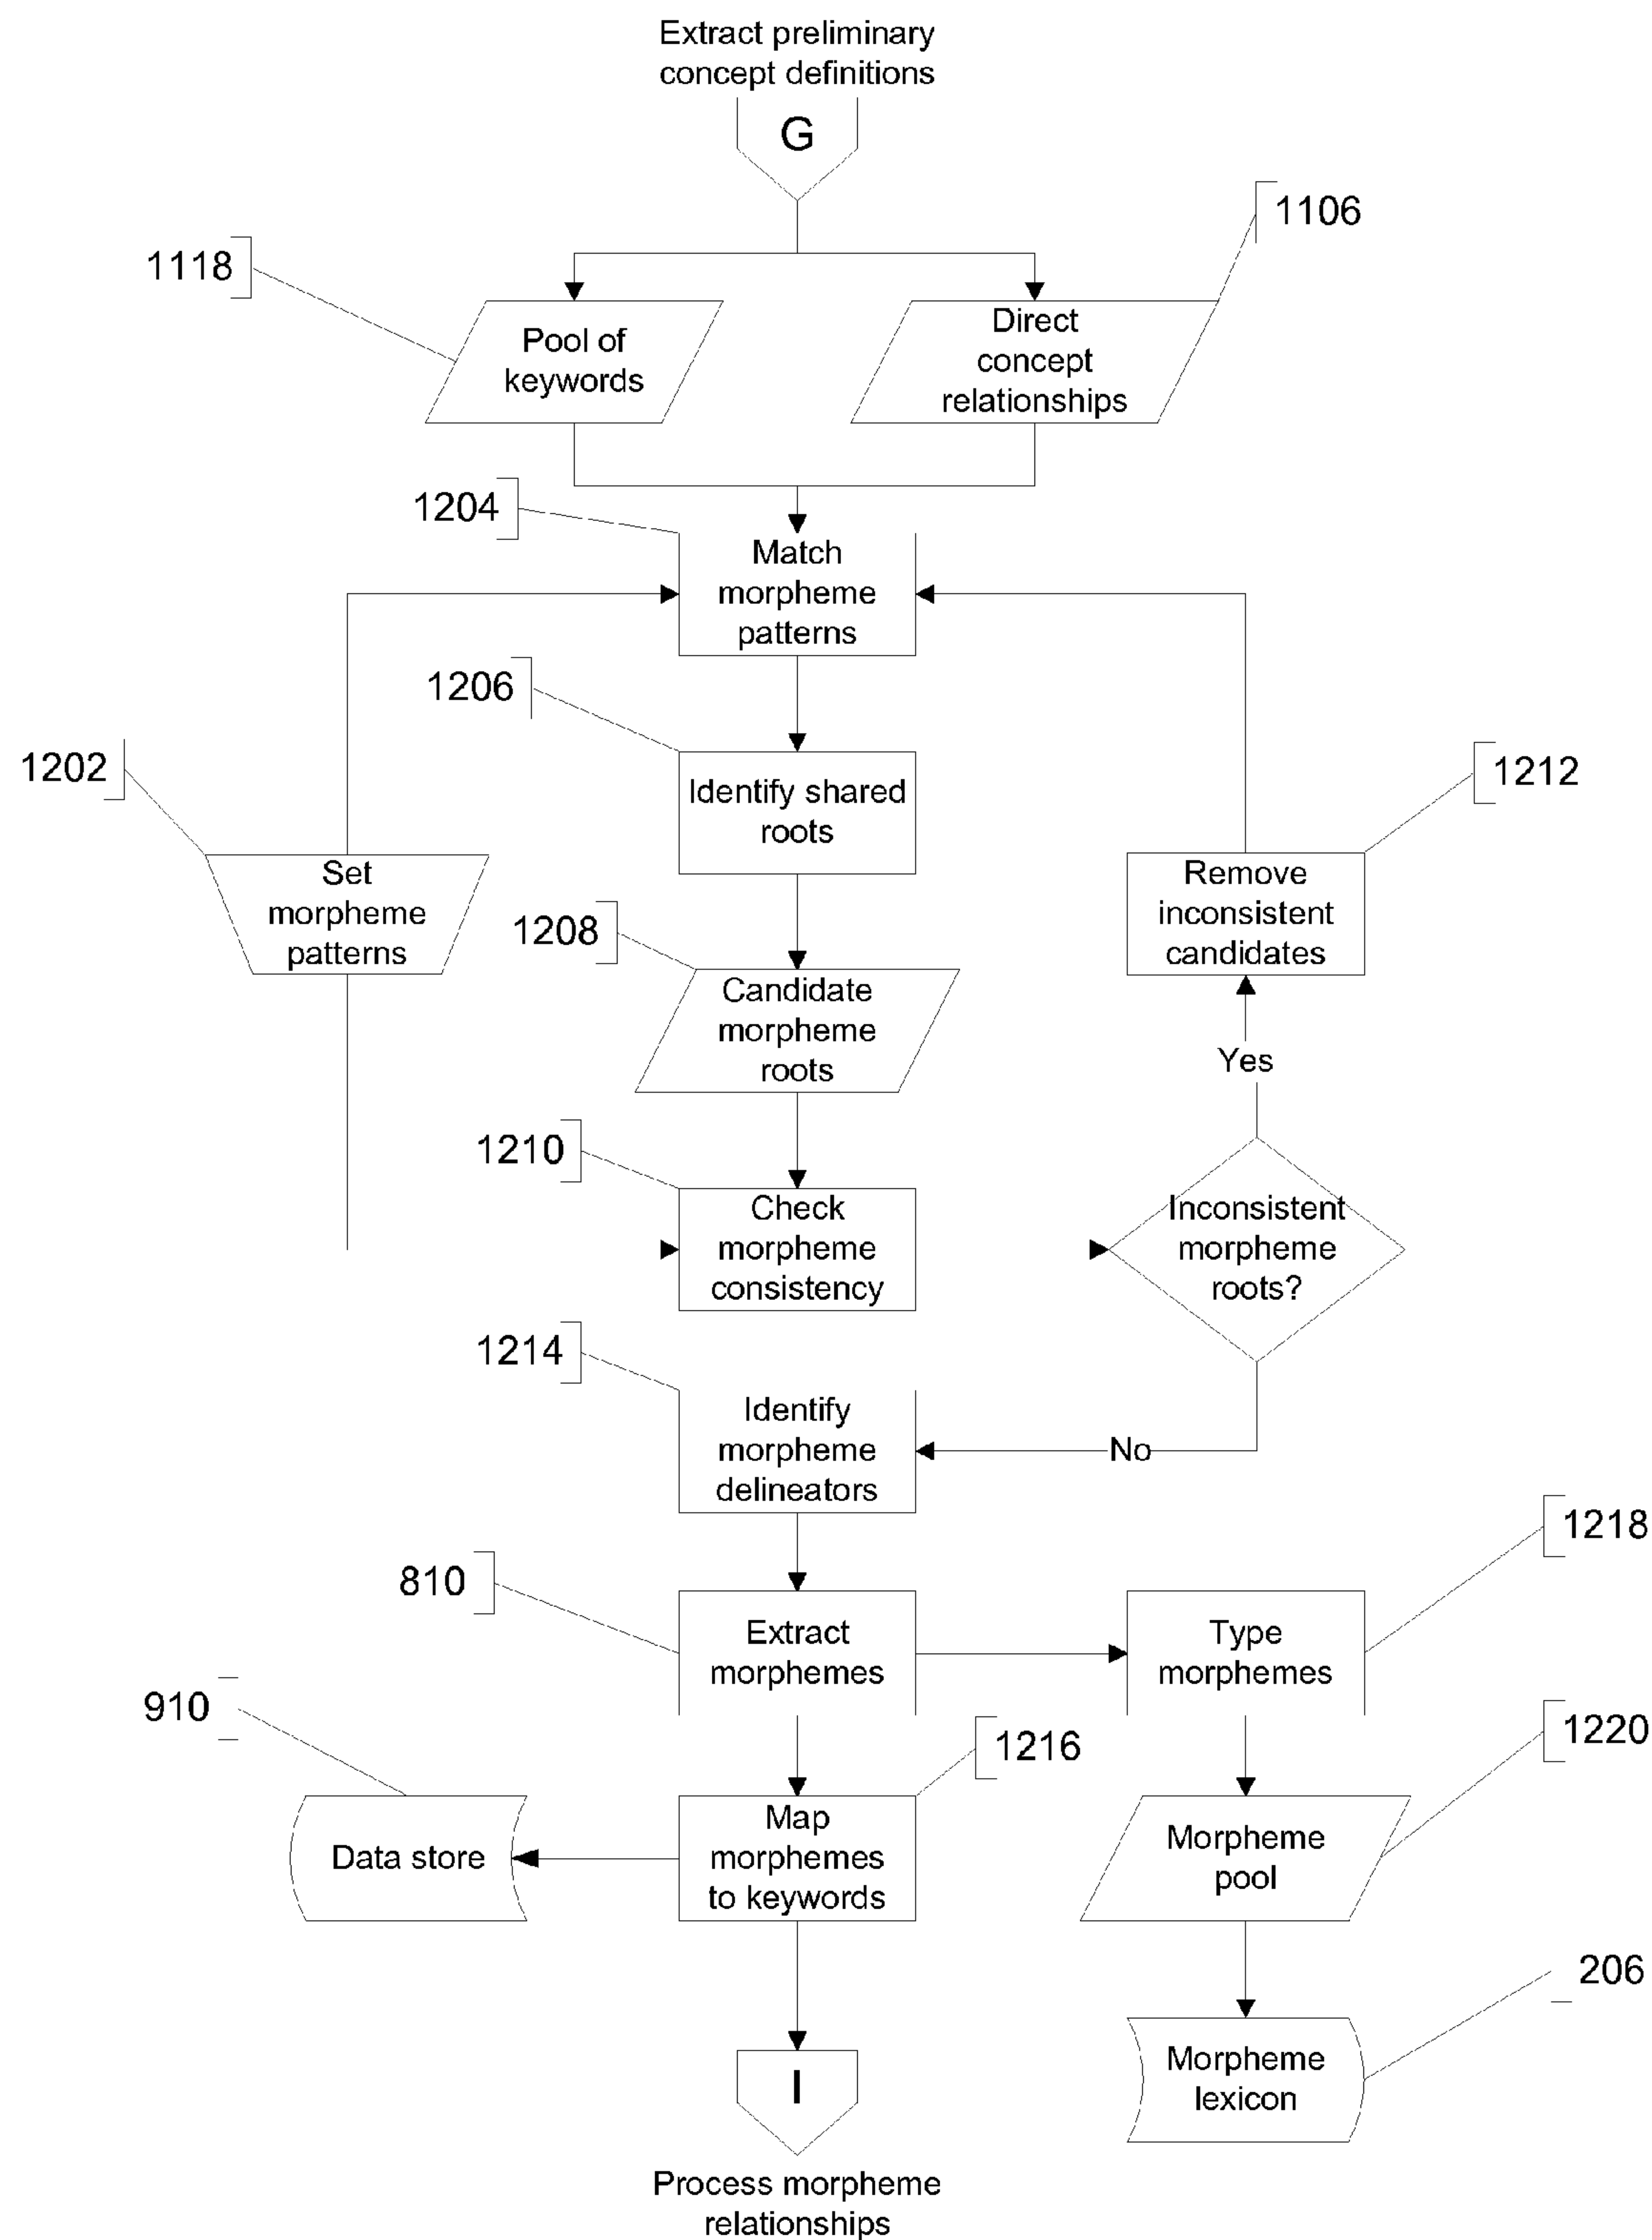 Extract preliminary
concept definitions
G
1106
1118
Pool of
keywords
Direct
concept
relationships
1204
Match
morpheme
patterns
1206
1202
Identify shared
roots
1212
Set
morpheme
patterns
Remove
inconsistent
candidates
1208
Candidate
morpheme
roots
Yes
1210
Check
morpheme
consistency
Inconsistent
morpheme
roots?
1214
Identify
morpheme
delineators
No
1218
810
Extract
morphemes
Type
morphemes
910
1216
1220
Data store
Map
morphemes
to keywords
Morpheme
pool
206
I
Morpheme
lexicon
Process morpheme
relationships